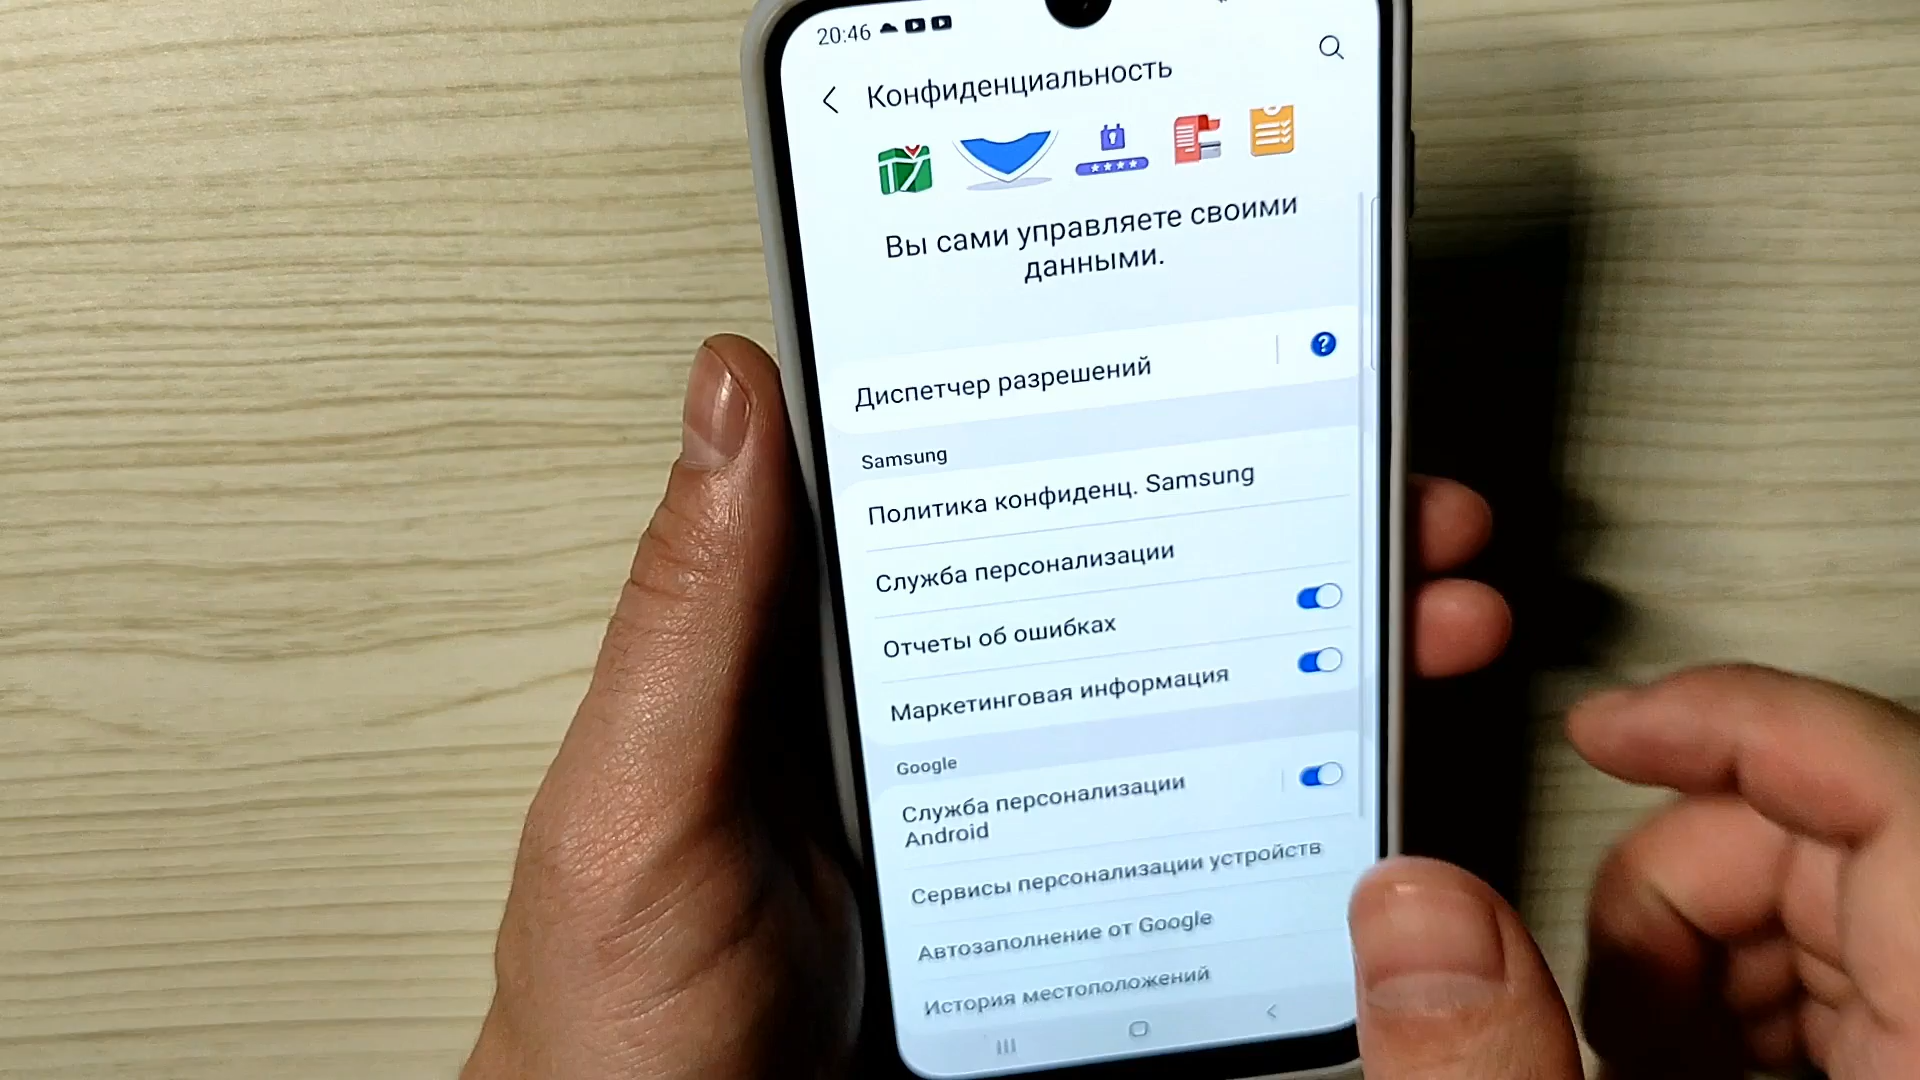 20:46
Конфиденциальность
Вы сами управляете своими
данными.
Диспетчер разрешений
?
Samsung
Политика конфиденц. Samsung
Служба персонализации
Отчеты об ошибках
Маркетинговая информация
Google
Служба персонализации
Android
Сервисы персонализации устройств
Автозаполнение от Google
История местоположений